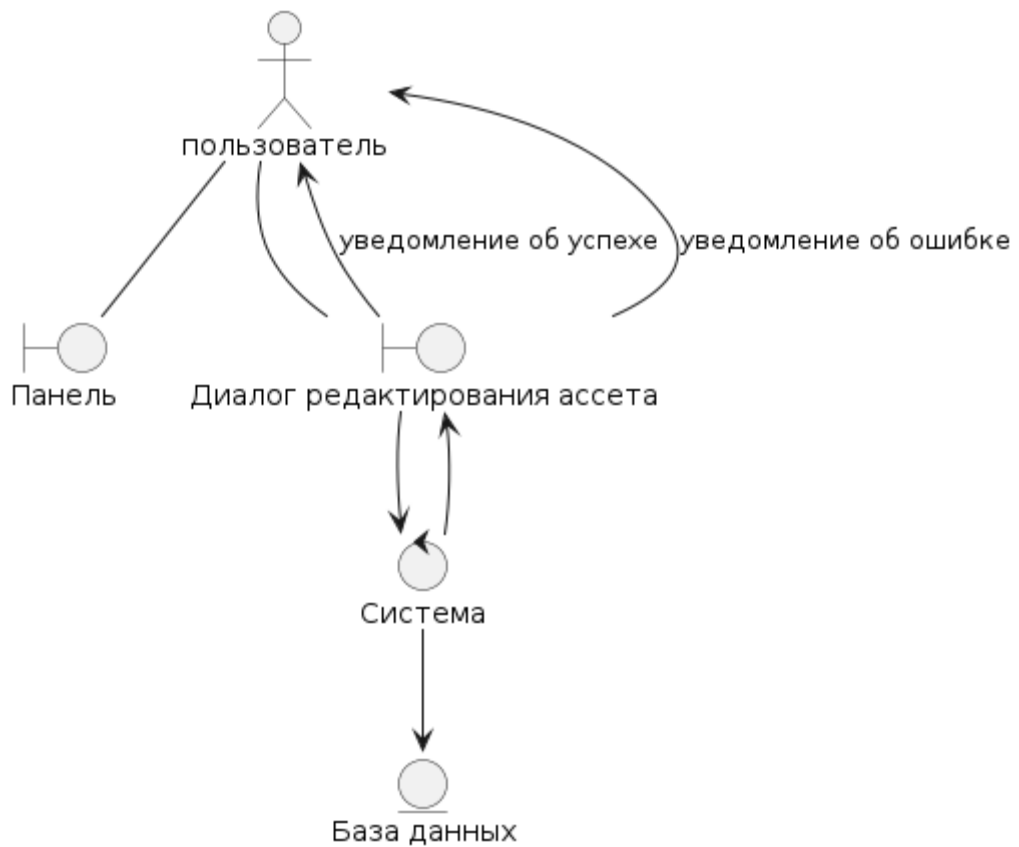 пользователь
уведомление об успехе
уведомление об ошибке
Панель
Диалог редактирования ассета
Система
База данных